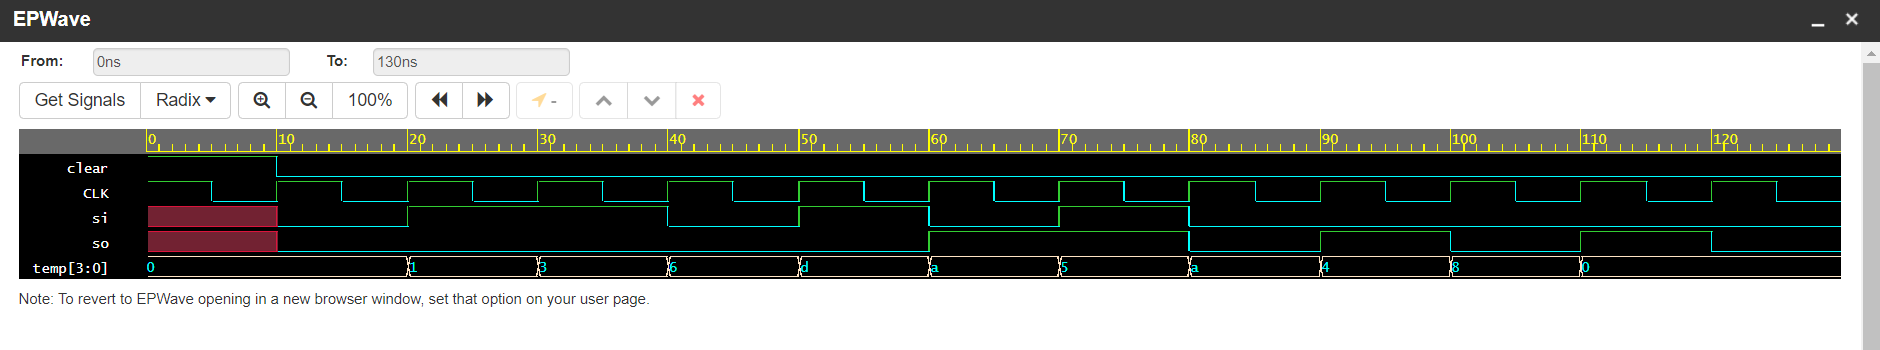 EPWave
From: 0ns To: 130ns
Get Signals Radix 100% -
0 10 20 30 40 50 60 70 80 90 100 110 120
clear
CLK
si
so
temp[3:0] 0 1 3 6 d a 5 a 4 8 0
Note: To revert to EPWave opening in a new browser window, set that option on your user page.